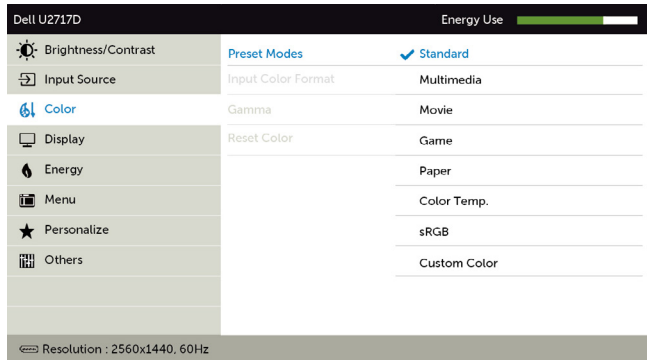 Dell U2717D Energy Use
Brightness/Contrast Preset Modes Standard
Input Source Input Color Format Multimedia
Color Gamma Movie
Display Reset Color Game
Energy Paper
Menu Color Temp.
Personalize sRGB
Others Custom Color
Resolution : 2560x1440, 60Hz